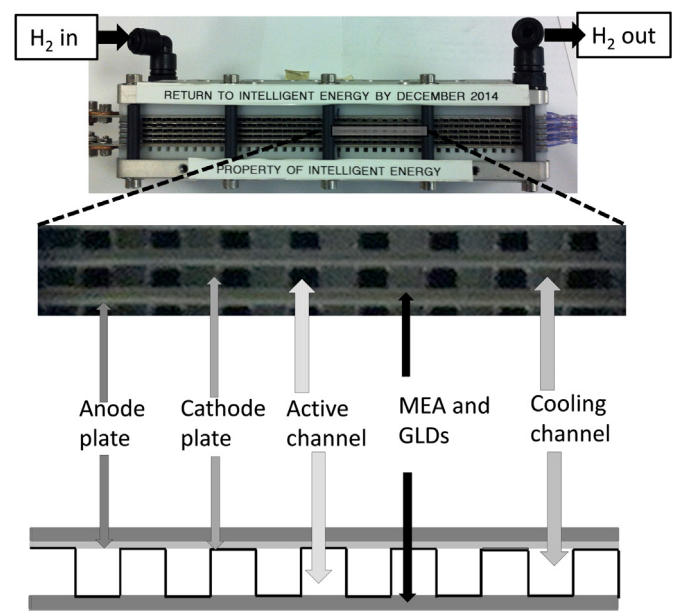 H2 in
H2 out
RETURN TO INTELLIGENT ENERGY BY DECEMBER 2014
PROPERTY OF INTELLIGENT ENERGY
Anode plate
Cathode plate
Active channel
MEA and GLDs
Cooling channel